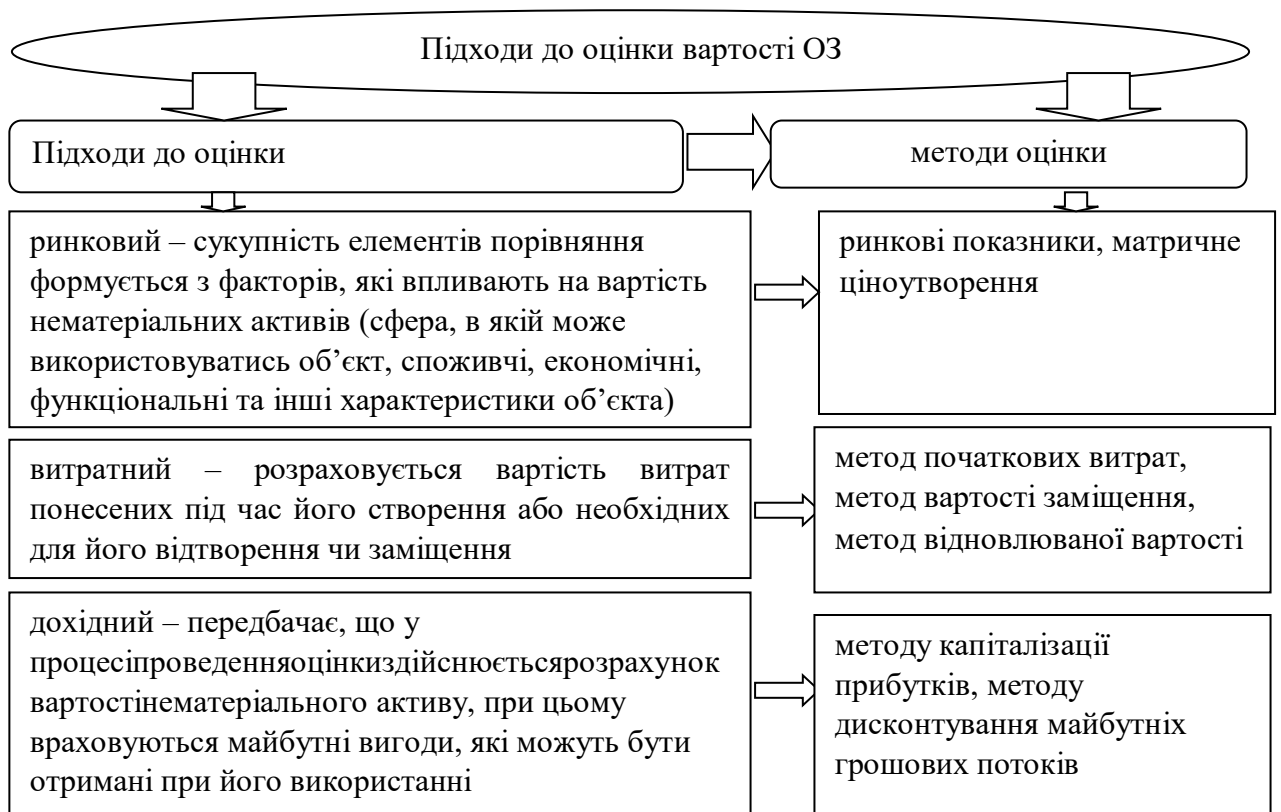 Підходи до оцінки вартості ОЗ
Підходи до оцінки
методи оцінки
ринковий – сукупність елементів порівняння
формується з факторів, які впливають на вартість
нематеріальних активів (сфера, в якій може
використовуватись об’єкт, споживчі, економічні,
функціональні та інші характеристики об’єкта)
ринкові показники, матричне
ціноутворення
витратний – розраховується вартість витрат
понесених під час його створення або необхідних
для його відтворення чи заміщення
метод початкових витрат,
метод вартості заміщення,
метод відновлюваної вартості
дохідний – передбачає, що у
процесіпроведенняоцінкиздійснюєтьсярозрахунок
вартостінематеріального активу, при цьому
враховуються майбутні вигоди, які можуть бути
отримані при його використанні
методу капіталізації
прибутків, методу
дисконтування майбутніх
грошових потоків